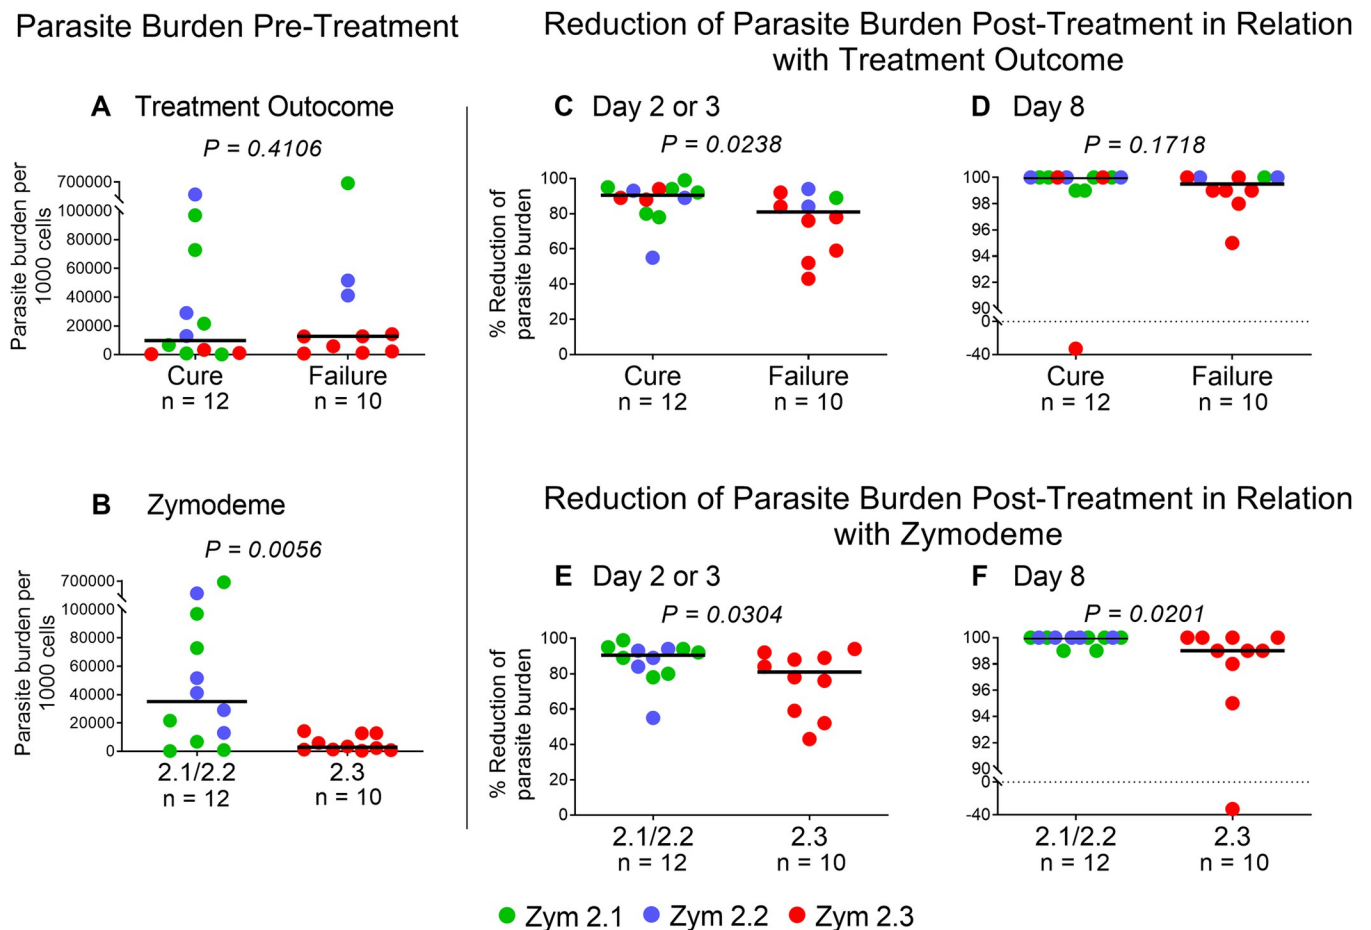 Parasite Burden Pre-Treatment
Reduction of Parasite Burden Post-Treatment in Relation
with Treatment Outcome
A Treatment Outocome
P = 0.4106
Parasite burden per
1000 cells
700000
100000
80000
60000
40000
20000
0
Cure
n = 12
Failure
n = 10
C Day 2 or 3
P = 0.0238
% Reduction of
parasite burden
100
80
60
40
20
0
Cure
n = 12
Failure
n = 10
D Day 8
P = 0.1718
100
98
96
94
92
90
0
-40
Cure
n = 12
Failure
n = 10
B Zymodeme
P = 0.0056
Parasite burden per
1000 cells
700000
100000
80000
60000
40000
20000
0
2.1/2.2
n = 12
2.3
n = 10
Reduction of Parasite Burden Post-Treatment in Relation
with Zymodeme
E Day 2 or 3
P = 0.0304
% Reduction of
parasite burden
100
80
60
40
20
0
2.1/2.2
n = 12
2.3
n = 10
F Day 8
P = 0.0201
100
98
96
94
92
90
0
-40
2.1/2.2
n = 12
2.3
n = 10
Zym 2.1 Zym 2.2 Zym 2.3